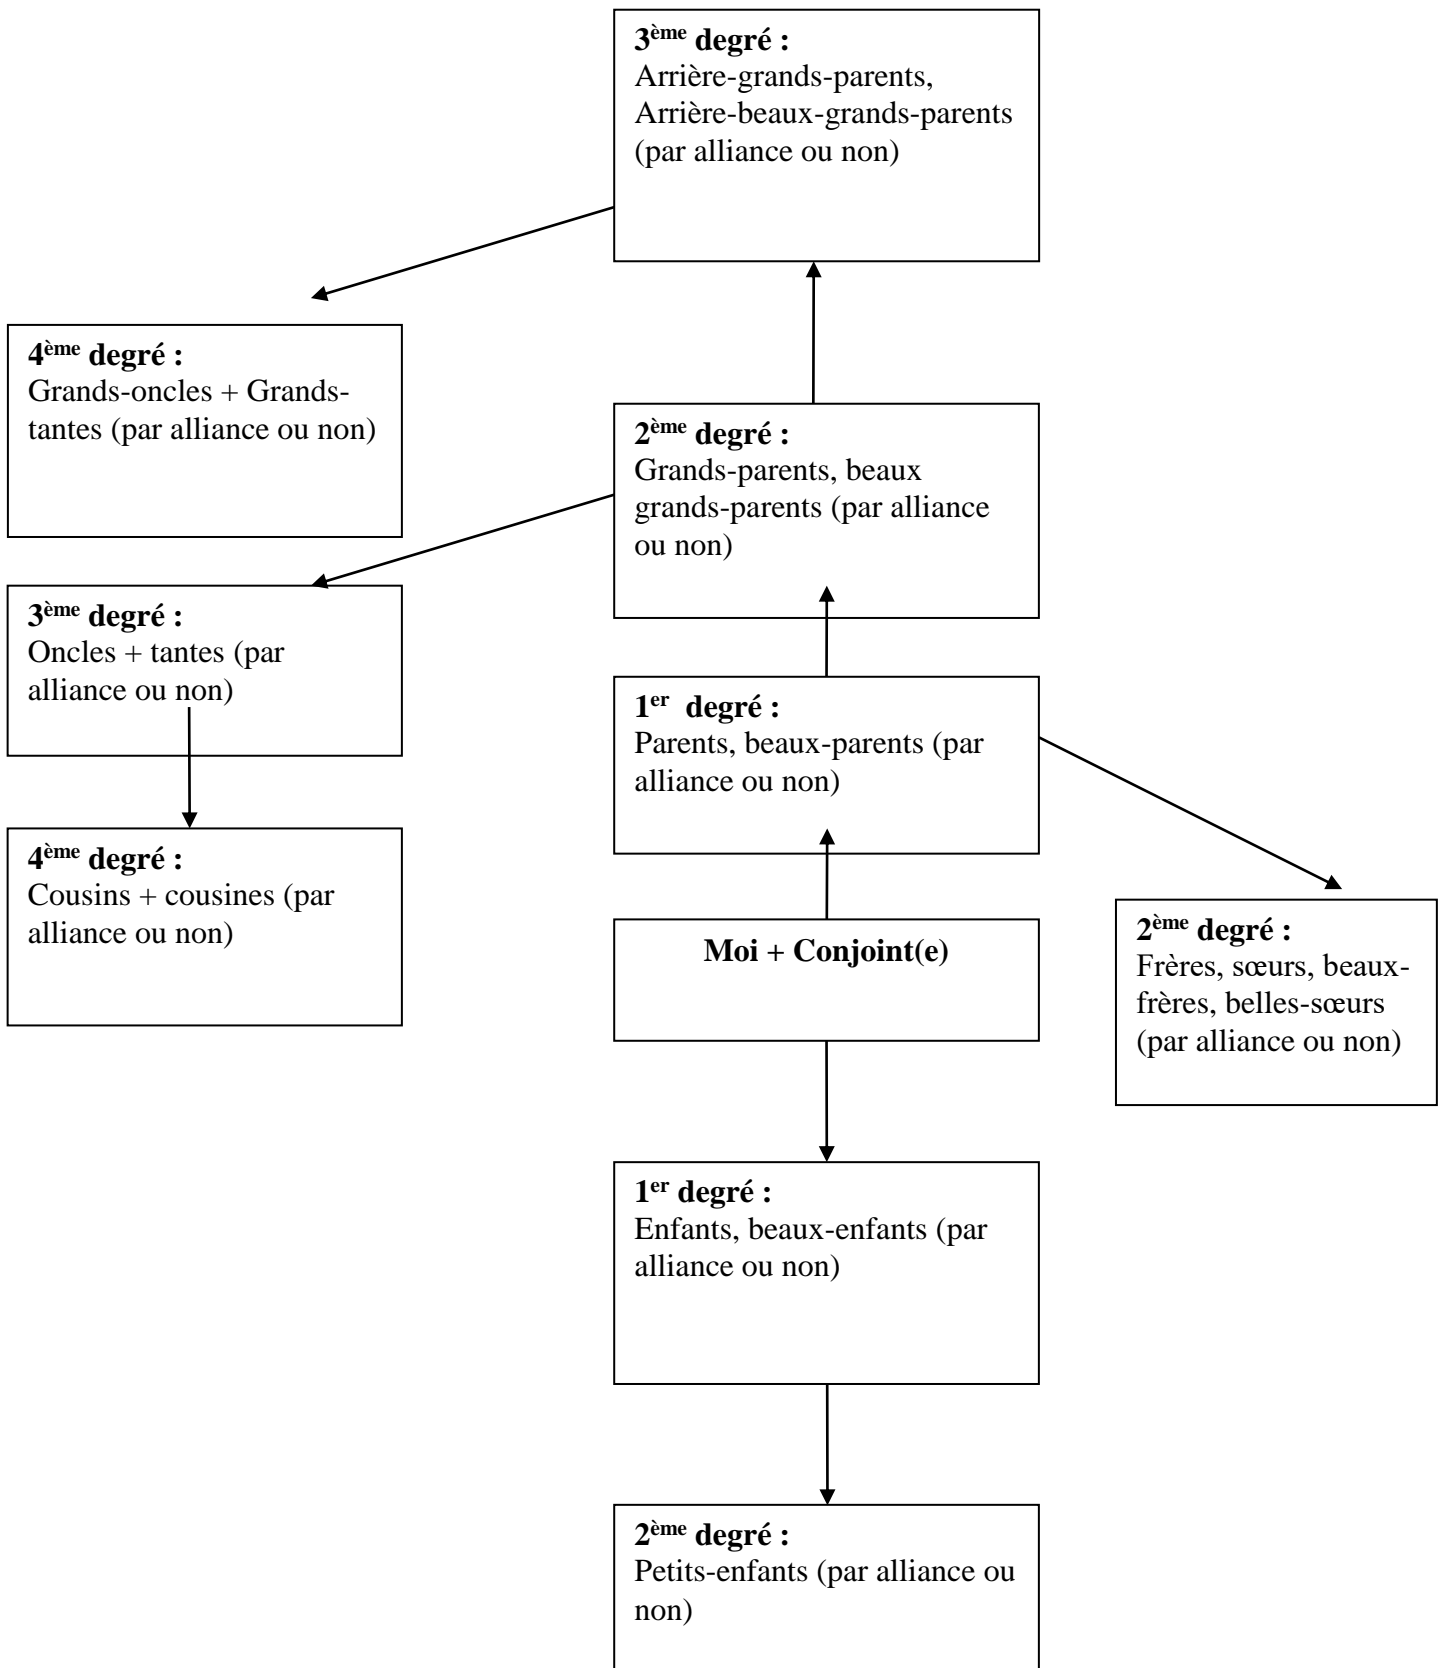 3ème degré :
Arrière-grands-parents,
Arrière-beaux-grands-parents
(par alliance ou non)
4ème degré :
Grands-oncles + Grands-
tantes (par alliance ou non)
2ème degré :
Grands-parents, beaux
grands-parents (par alliance
ou non)
3ème degré :
Oncles + tantes (par
alliance ou non)
1er degré :
Parents, beaux-parents (par
alliance ou non)
4ème degré :
Cousins + cousines (par
alliance ou non)
Moi + Conjoint(e)
2ème degré :
Frères, sœurs, beaux-
frères, belles-sœurs
(par alliance ou non)
1er degré :
Enfants, beaux-enfants (par
alliance ou non)
2ème degré :
Petits-enfants (par alliance ou
non)